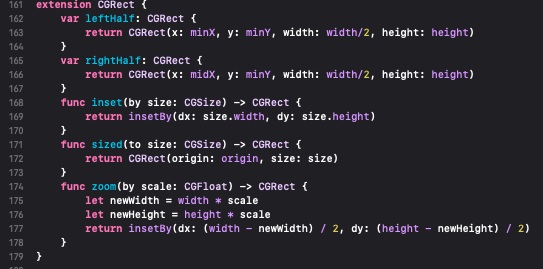 161 extension CGRect {
162     var leftHalf: CGRect {
163         return CGRect(x: minX, y: minY, width: width/2, height: height)
164     }
165     var rightHalf: CGRect {
166         return CGRect(x: midX, y: minY, width: width/2, height: height)
167     }
168     func inset(by size: CGSize) -> CGRect {
169         return insetBy(dx: size.width, dy: size.height)
170     }
171     func sized(to size: CGSize) -> CGRect {
172         return CGRect(origin: origin, size: size)
173     }
174     func zoom(by scale: CGFloat) -> CGRect {
175         let newWidth = width * scale
176         let newHeight = height * scale
177         return insetBy(dx: (width - newWidth) / 2, dy: (height - newHeight) / 2)
178     }
179 }